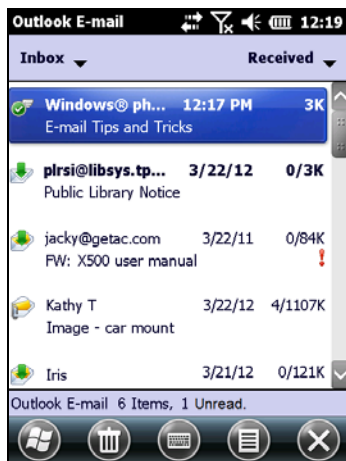 Outlook E-mail 12:19
Inbox Received
Windows® ph... 12:17 PM 3K
E-mail Tips and Tricks
plrsi@libsys.tp... 3/22/12 0/3K
Public Library Notice
jacky@getac.com 3/22/11 0/84K
FW: X500 user manual
Kathy T 3/22/12 4/1107K
Image - car mount
Iris 3/21/12 0/121K
Outlook E-mail 6 Items, 1 Unread.